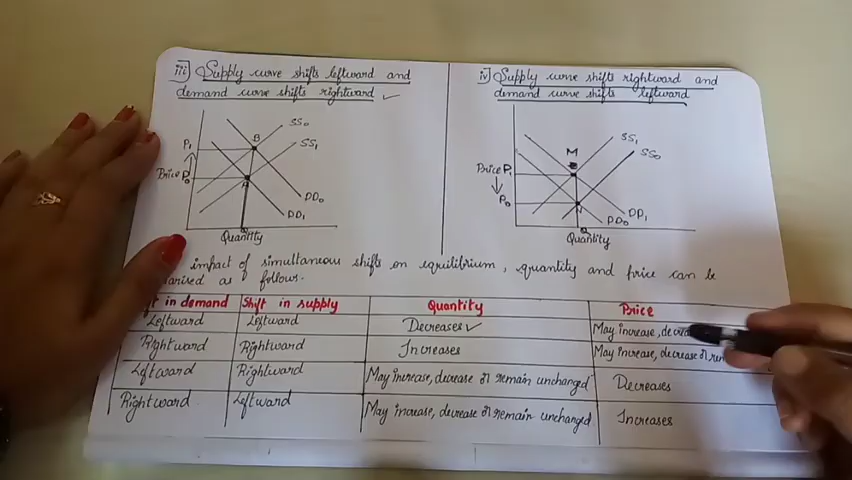 iii] Supply curve shifts leftward and
demand curve shifts rightward ✓
P1
Price P0
B
A
SS0
SS1
DD0
DD1
Quantity
iv] Supply curve shifts rightward and
demand curve shifts leftward
Price P1
P0
M
N
SS1
SS0
DD1
DD0
Quantity
impact of simultaneous shifts on equilibrium, quantity and price can be
as follows.
in demand Shift in supply Quantity Price
Leftward Leftward Decreases ✓ May increase,
Rightward Rightward Increases May increase, decrease or
Leftward Rightward May increase, decrease or remain unchanged Decreases
Rightward Leftward May increase, decrease or remain unchanged Increases